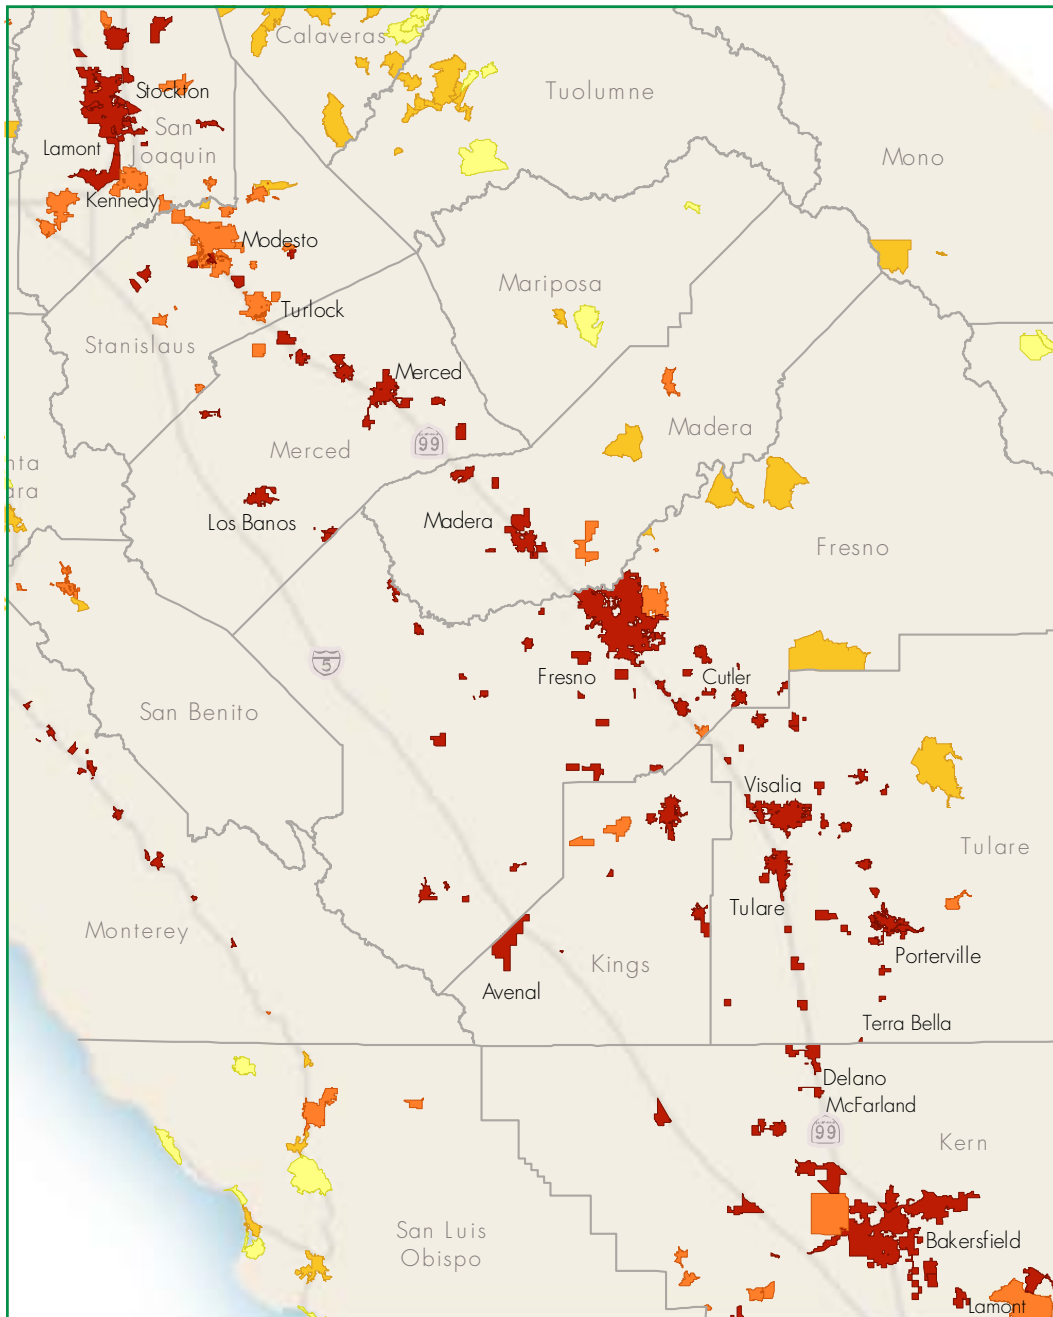 Calaveras
Stockton
Tuolumne
San
Joaquin
Lamont
Mono
Kennedy
Modesto
Mariposa
Turlock
Stanislaus
Merced
Madera
99
Merced
nta
ara
Los Banos
Madera
Fresno
5
Fresno
Cutler
San Benito
Visalia
Tulare
Tulare
Monterey
Porterville
Kings
Avenal
Terra Bella
Delano
McFarland
99
Kern
San Luis
Obispo
Bakersfield
Lamont